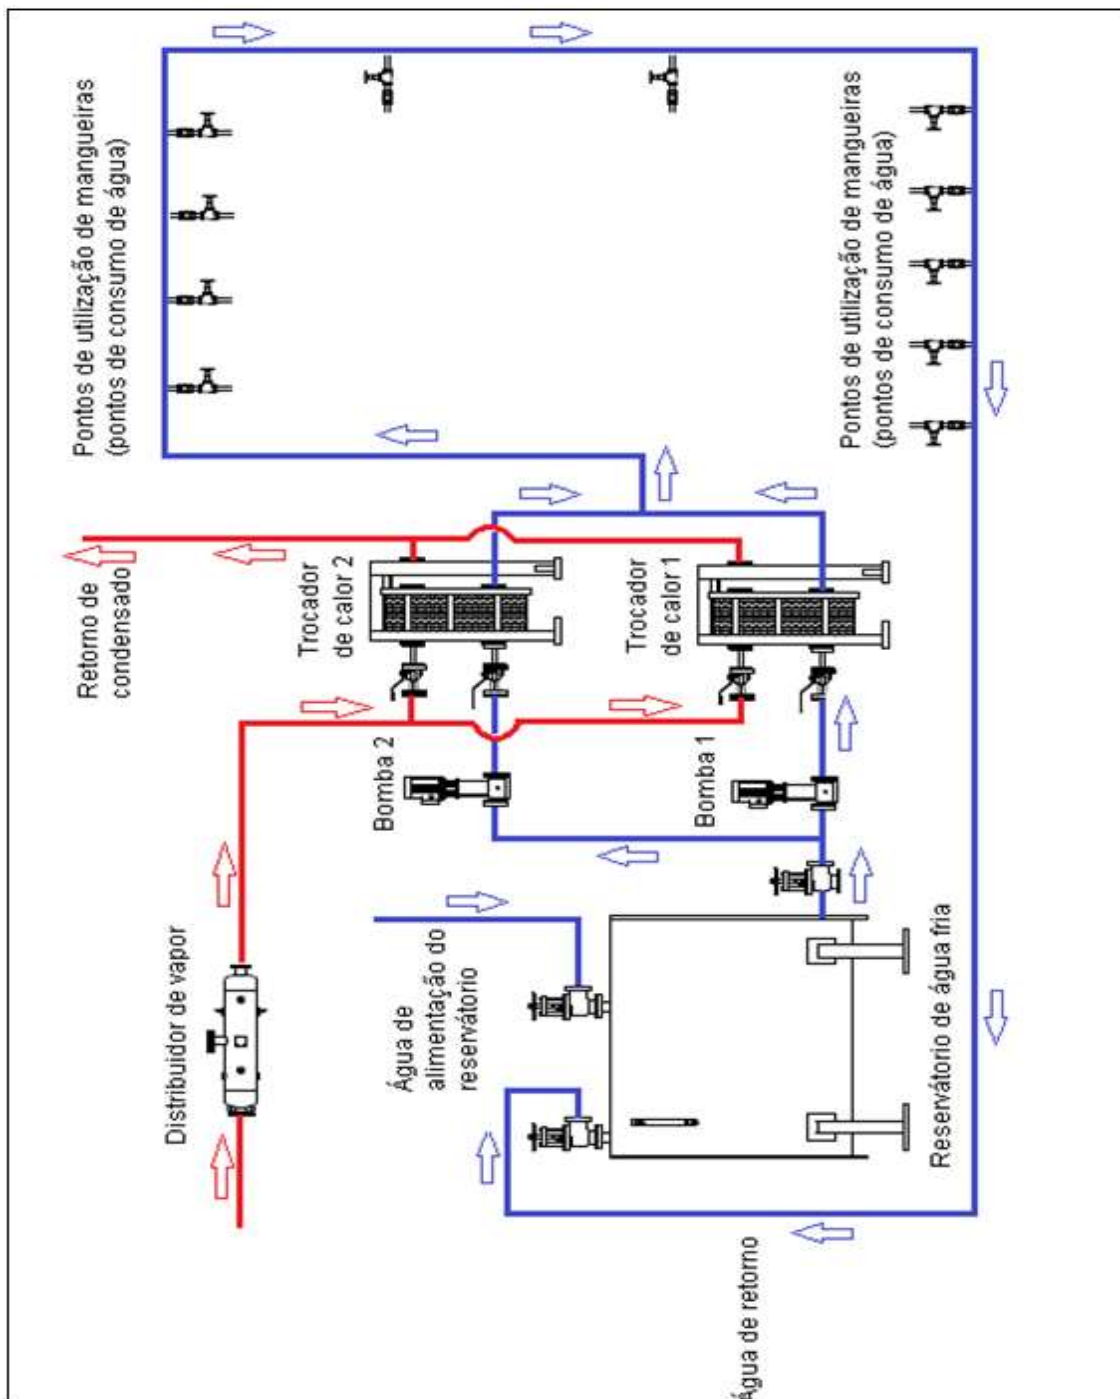 Pontos de utilização de mangueiras
(pontos de consumo de água)
Pontos de utilização de mangueiras
(pontos de consumo de água)
Retorno de
condensado
Trocador
de calor 2
Trocador
de calor 1
Bomba 2
Bomba 1
Distribuidor de vapor
Água de
alimentação do
reservátorio
Reservátorio de água fria
Água de retorno